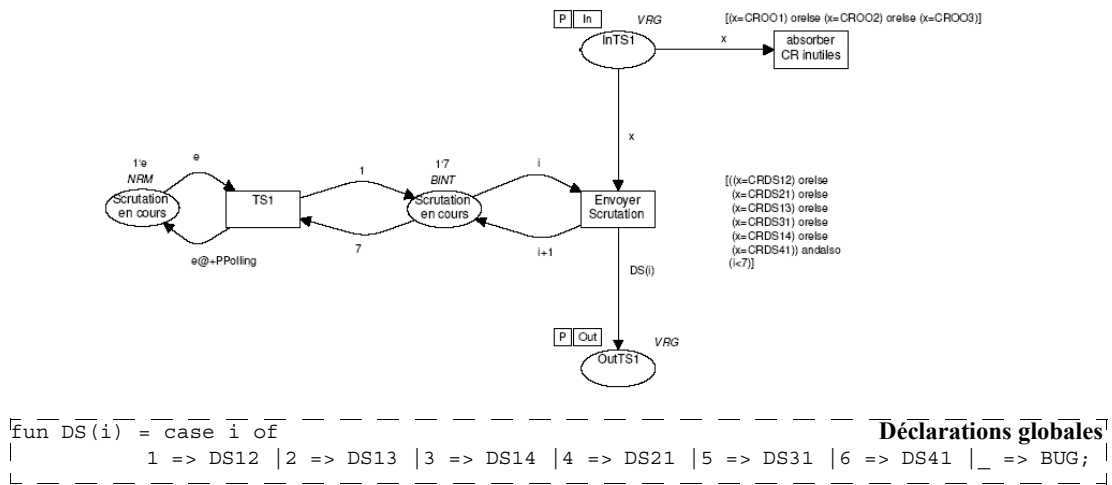 P In VRG [(x=CROO1) orelse (x=CROO2) orelse (x=CROO3)]
InTS1
x
absorber
CR inutiles
x
1'e
NRM
e
Scrutation
en cours
TS1
e@+PPolling
1
7
1'7
BINT
Scrutation
en cours
i
i+1
Envoyer
Scrutation
[((x=CRDS12) orelse
(x=CRDS21) orelse
(x=CRDS13) orelse
(x=CRDS31) orelse
(x=CRDS14) orelse
(x=CRDS41)) andalso
(i<7)]
DS(i)
P Out VRG
OutTS1
fun DS(i) = case i of Déclarations globales
1 => DS12 |2 => DS13 |3 => DS14 |4 => DS21 |5 => DS31 |6 => DS41 |_ => BUG;